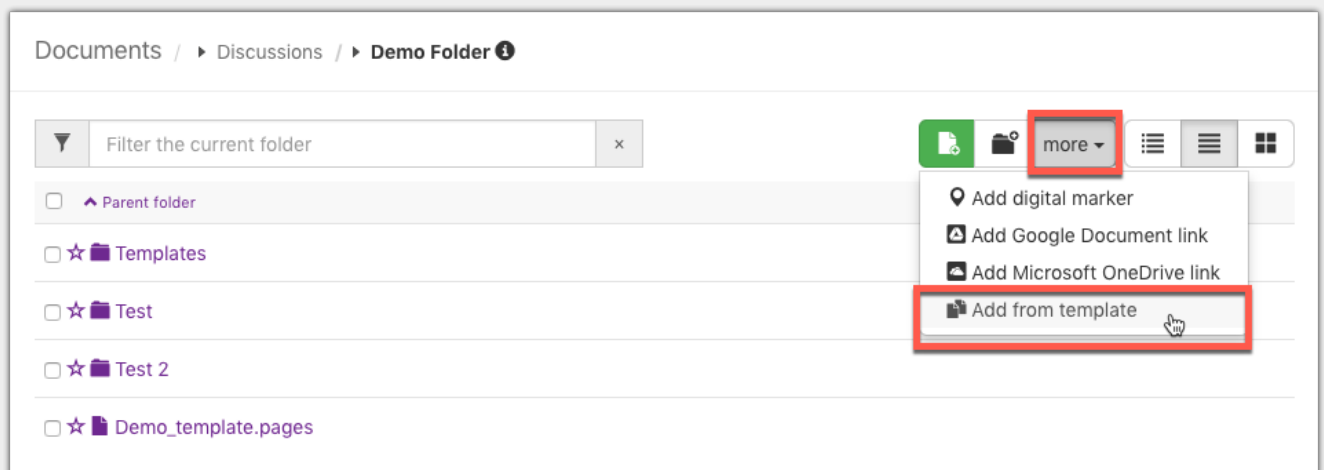 Documents / Discussions / Demo Folder
Filter the current folder ×
more
Parent folder
Add digital marker
Add Google Document link
Add Microsoft OneDrive link
Add from template
Templates
Test
Test 2
Demo_template.pages